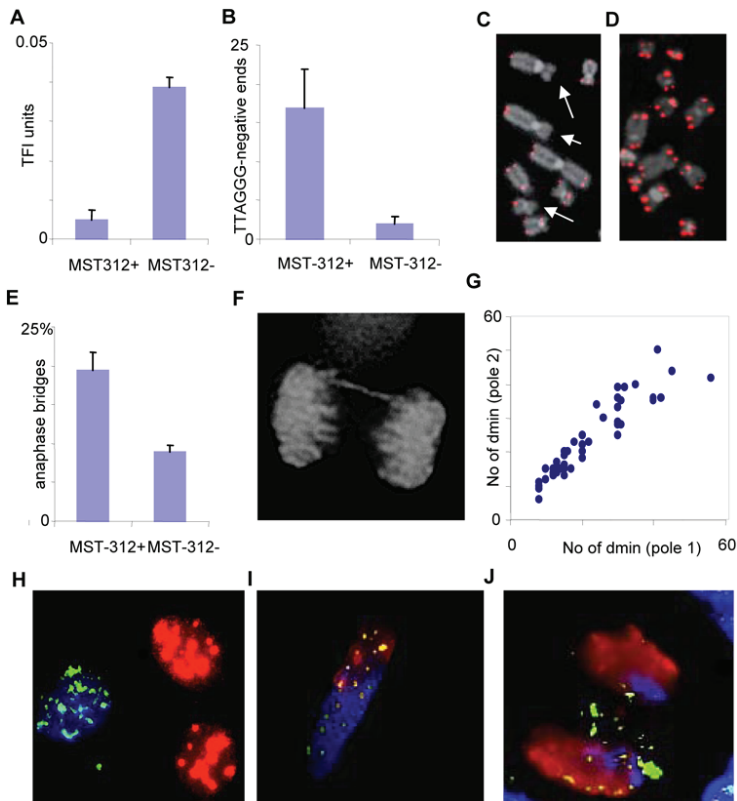 A
TFI units
0.05
0
MST312+ MST312-
B
TTAGGG-negative ends
25
0
MST-312+ MST-312-
C
D
E
anaphase bridges
25%
0
MST-312+ MST-312-
F
G
No of dmin (pole 2)
60
0
0 No of dmin (pole 1) 60
H
I
J